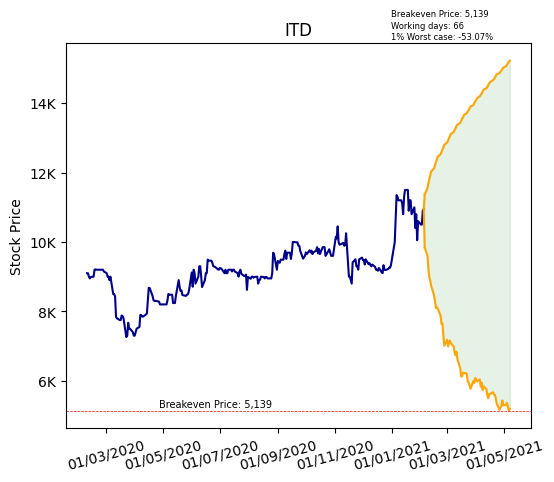 Breakeven Price: 5,139
Working days: 66
1% Worst case: -53.07%
ITD
Stock Price
14K
12K
10K
8K
6K
Breakeven Price: 5,139
01/03/2020 01/05/2020 01/07/2020 01/09/2020 01/11/2020 01/01/2021 01/03/2021 01/05/2021